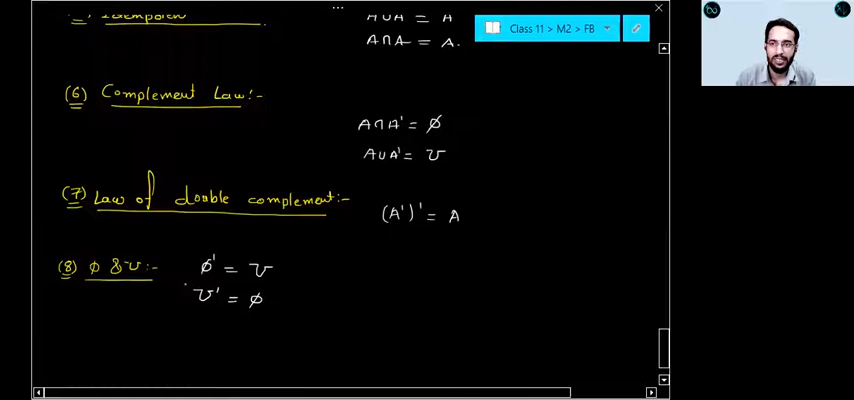 A∪A = A
Class 11 > M2 > FB
A∩A = A.
(6) Complement Law:-
A∩A' = ϕ
A∪A' = U
(7) Law of double complement:-
(A')' = A
(8) ϕ & U:-
ϕ' = U
U' = ϕ